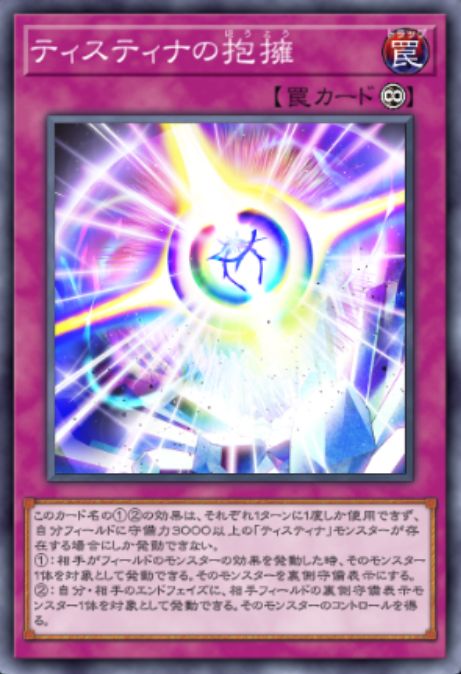 ティスティナの抱擁
ほうよう
トラップ
罠
【罠カード】
このカード名の①②の効果は、それぞれ1ターンに1度しか使用できず、
自分フィールドに守備力3000以上の「ティスティナ」モンスターが存
在する場合にしか発動できない。
①:相手がフィールドのモンスターの効果を発動した時、そのモンスター
1体を対象として発動できる。そのモンスターを裏側守備表示にする。
②:自分・相手のエンドフェイズに、相手フィールドの裏側守備表示モ
ンスター1体を対象として発動できる。そのモンスターのコントロールを得
る。